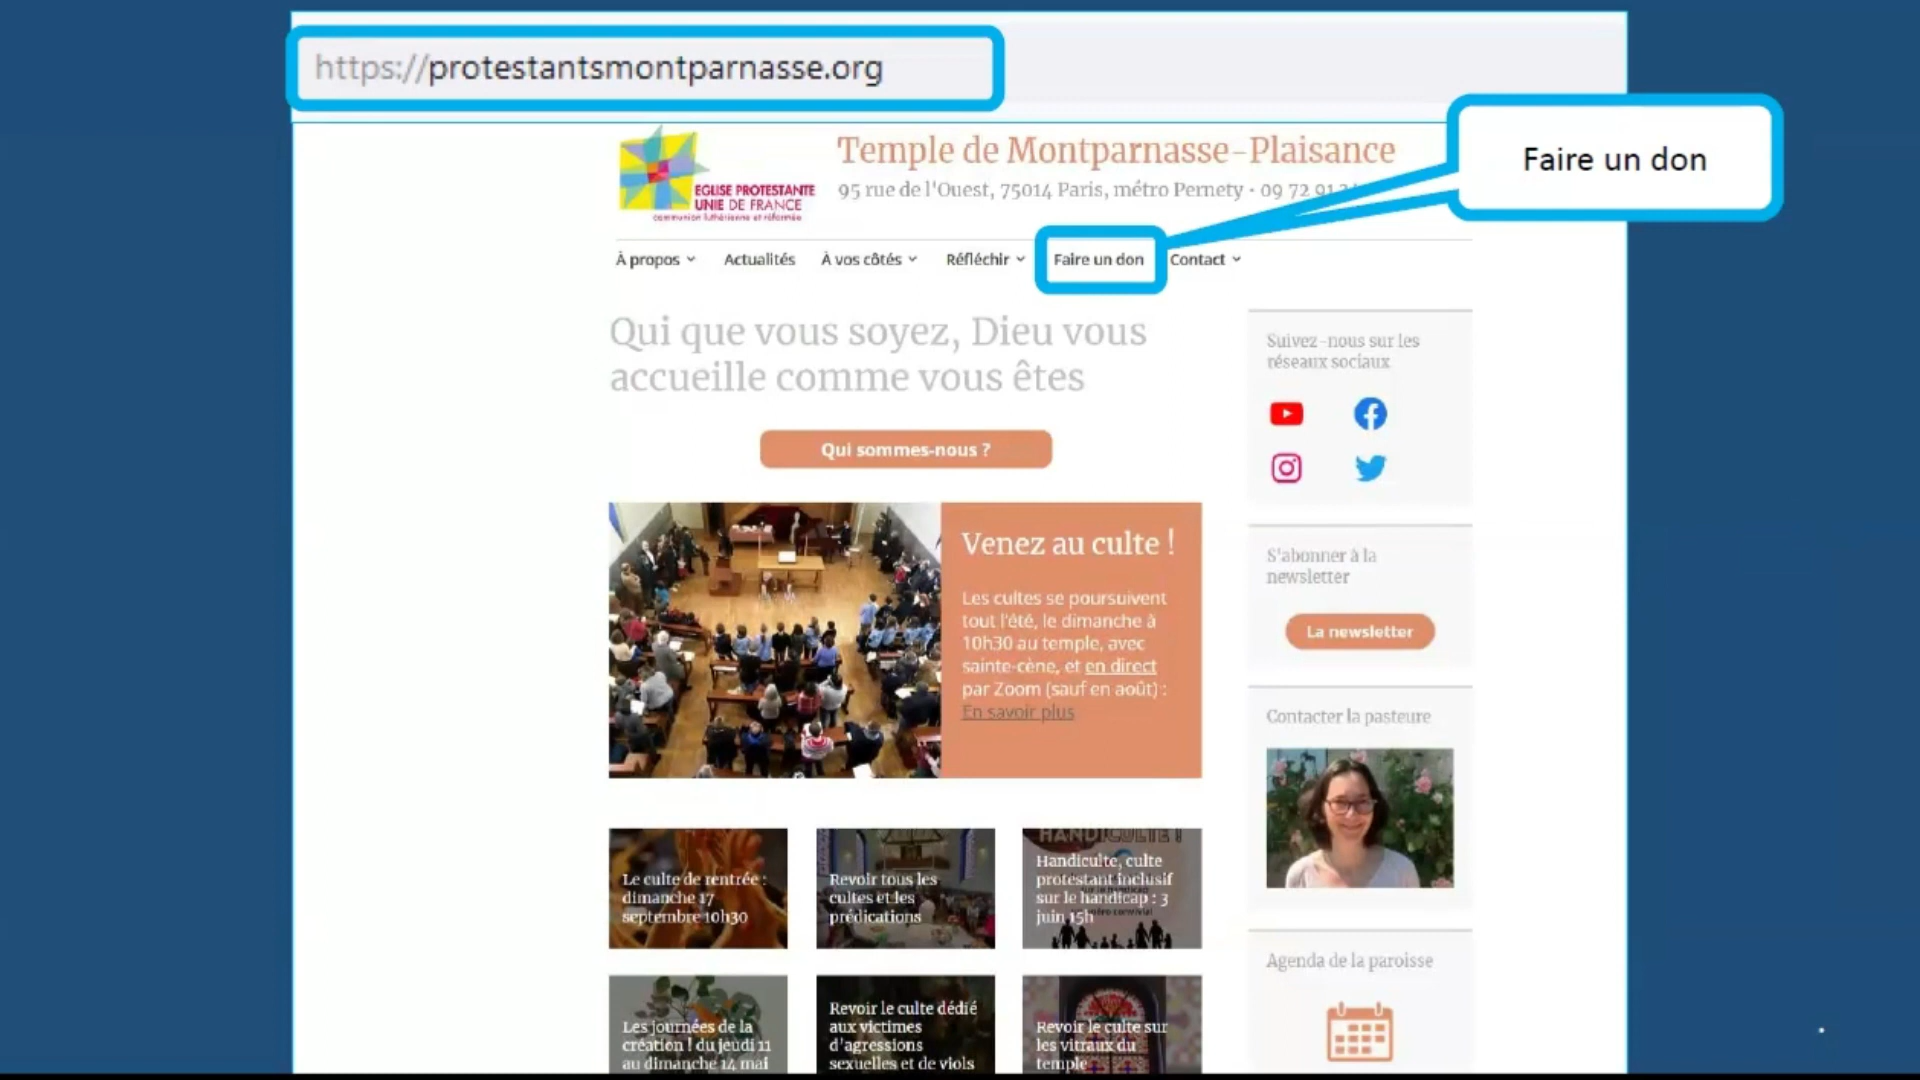 https://protestantsmontparnasse.org
Faire un don
EGLISE PROTESTANTE
UNIE DE FRANCE
communion luthérienne et réformée
Temple de Montparnasse-Plaisance
95 rue de l'Ouest, 75014 Paris, métro Pernety · 09 72 91
À propos
Actualités
À vos côtés
Réfléchir
Faire un don
Contact
Qui que vous soyez, Dieu vous
accueille comme vous êtes
Qui sommes-nous ?
Venez au culte !
Les cultes se poursuivent
tout l'été, le dimanche à
10h30 au temple, avec
sainte-cène, et en direct
par Zoom (sauf en août) :
En savoir plus
Suivez-nous sur les
réseaux sociaux
S'abonner à la
newsletter
La newsletter
Contacter la pasteure
Agenda de la paroisse
Le culte de rentrée :
dimanche 17
septembre 10h30
Revoir tous les
cultes et les
prédications
HANDICULTE !
Handiculte, culte
protestant inclusif
sur le handicap : 3
juin 15h
Les journées de la
création ! du jeudi 11
au dimanche 14 mai
Revoir le culte dédié
aux victimes
d'agressions
sexuelles et de viols
Revoir le culte sur
les vitraux du
temple